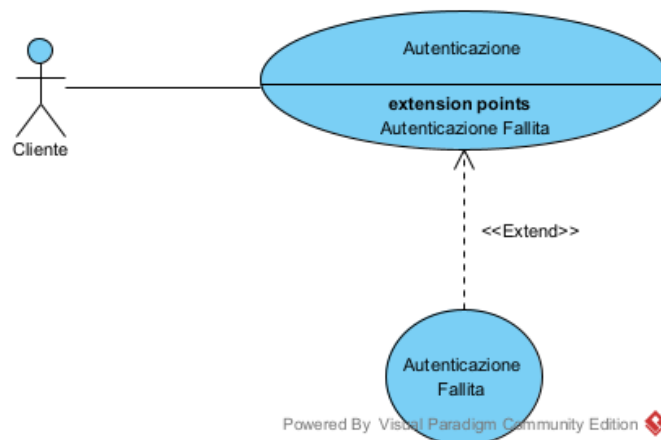 Autenticazione
extension points
Autenticazione Fallita
Cliente
<<Extend>>
Autenticazione
Fallita
Powered By Visual Paradigm Community Edition